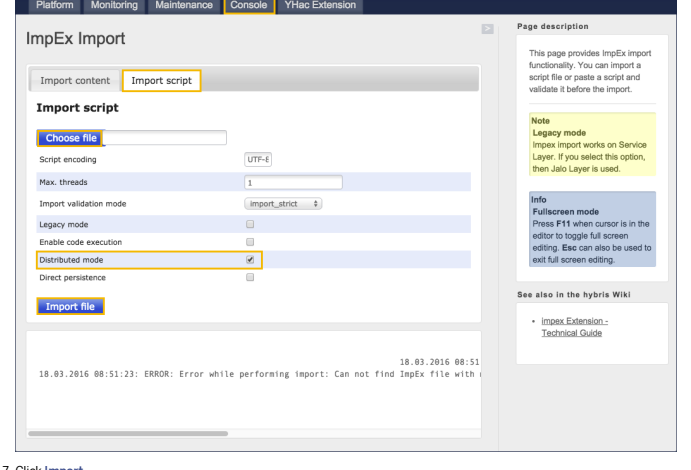 Platform Monitoring Maintenance Console YHac Extension
ImpEx Import
Import content Import script
Import script
Choose file
Script encoding UTF-8
Max. threads 1
Import validation mode import_strict
Legacy mode
Enable code execution
Distributed mode
Direct persistence
Import file
18.03.2016 08:51
18.03.2016 08:51:23: ERROR: Error while performing import: Can not find ImpEx file with
Page description
This page provides ImpEx import
functionality. You can import a
script file or paste a script and
validate it before the import.
Note
Legacy mode
Impex import works on Service
Layer. If you select this option,
then Jalo Layer is used.
Info
Fullscreen mode
Press F11 when cursor is in the
editor to toggle full screen
editing. Esc can also be used to
exit full screen editing.
See also in the hybris Wiki
impex Extension -
Technical Guide
7. Click Import